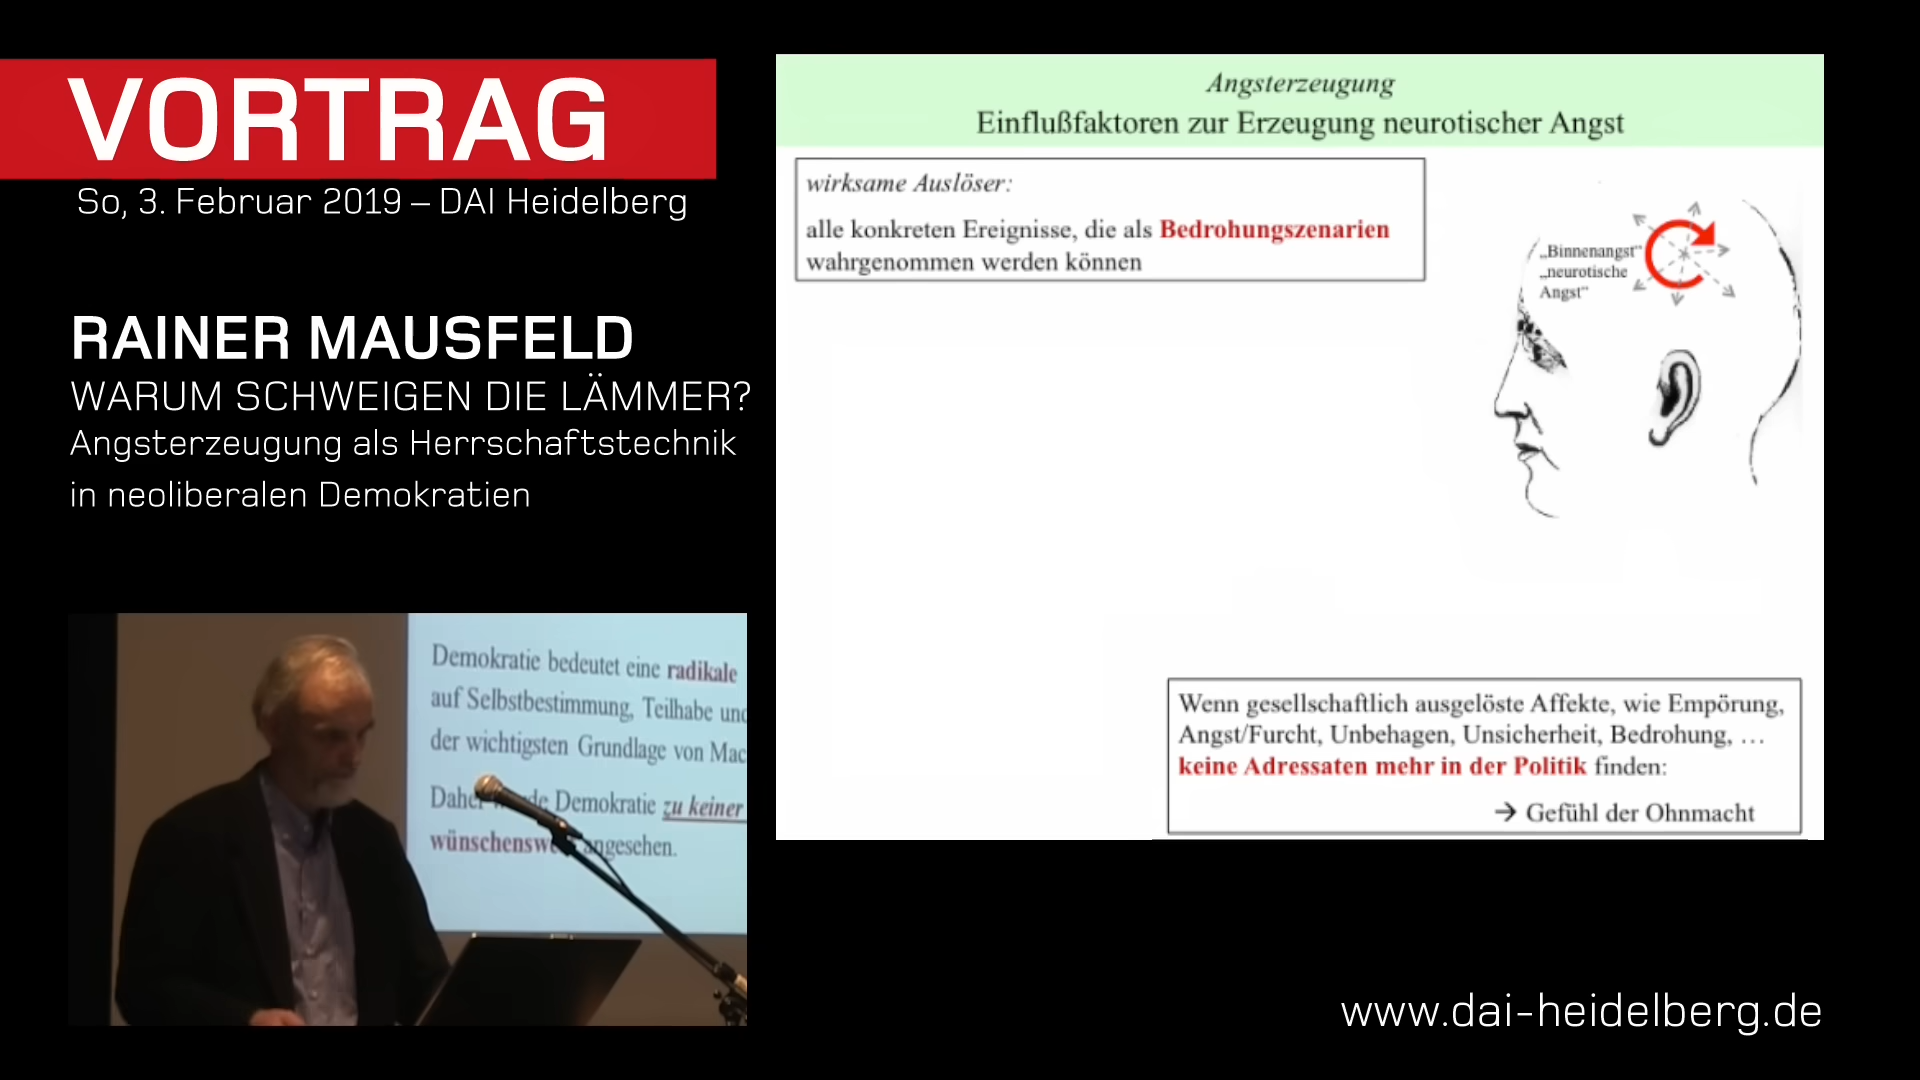 VORTRAG
So, 3. Februar 2019 – DAI Heidelberg
RAINER MAUSFELD
WARUM SCHWEIGEN DIE LÄMMER?
Angsterzeugung als Herrschaftstechnik
in neoliberalen Demokratien
Demokratie bedeutet eine radikale
auf Selbstbestimmung, Teilhabe und
der wichtigsten Grundlage von
Demokratie zu keiner
angesehen.
Angsterzeugung
Einflußfaktoren zur Erzeugung neurotischer Angst
wirksame Auslöser:
alle konkreten Ereignisse, die als Bedrohungszenarien
wahrgenommen werden können
„Binnenangst“
„neurotische
Angst“
Wenn gesellschaftlich ausgelöste Affekte, wie Empörung,
Angst/Furcht, Unbehagen, Unsicherheit, Bedrohung, …
keine Adressaten mehr in der Politik finden:
→ Gefühl der Ohnmacht
www.dai-heidelberg.de